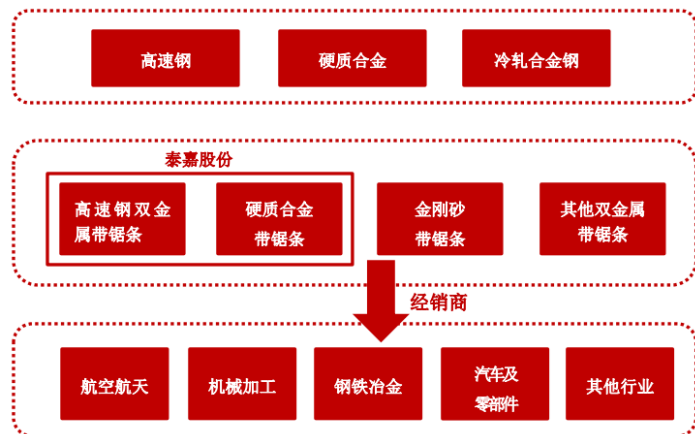 高速钢
硬质合金
冷轧合金钢
泰嘉股份
高速钢双金
属带锯条
硬质合金
带锯条
金刚砂
带锯条
其他双金属
带锯条
经销商
航空航天
机械加工
钢铁冶金
汽车及
零部件
其他行业